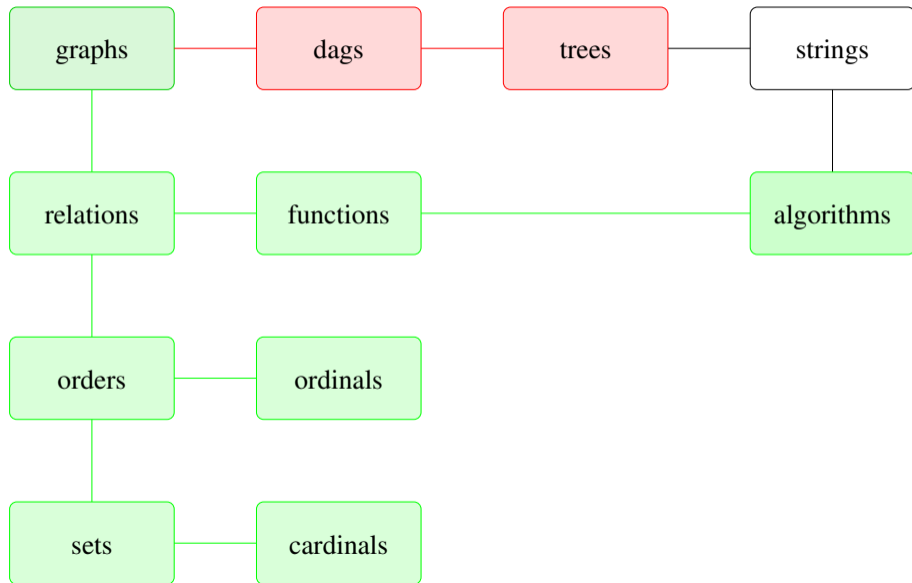 graphs dags trees strings
relations functions algorithms
orders ordinals
sets cardinals